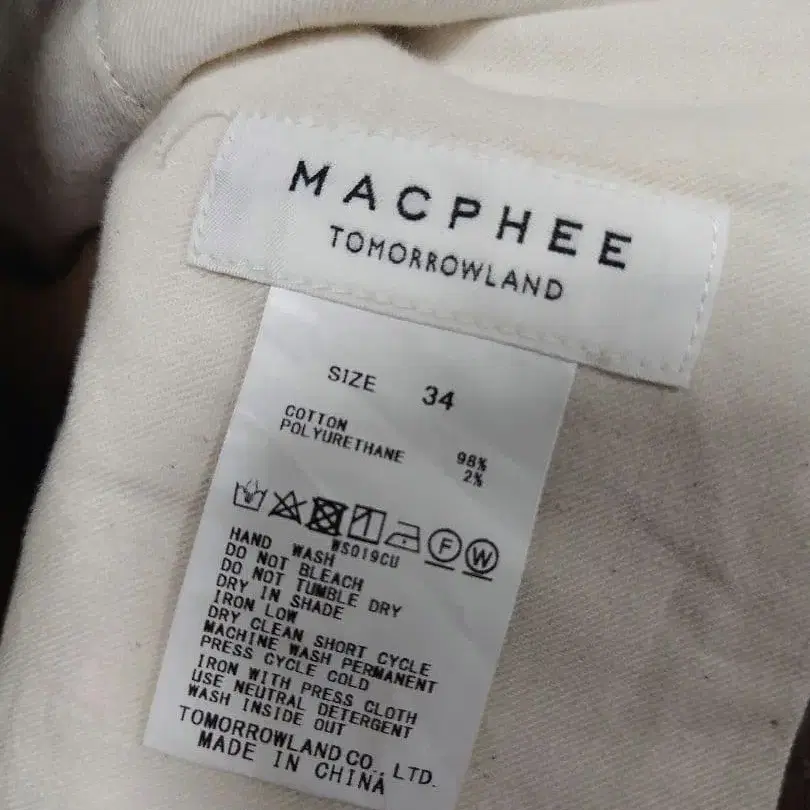 MACPHEE
TOMORROWLAND
SIZE 34
COTTON 98%
POLYURETHANE 2%
F W
WS019CU
HAND WASH
DO NOT BLEACH
DO NOT TUMBLE DRY
DRY IN SHADE
IRON LOW
DRY CLEAN SHORT CYCLE
MACHINE WASH PERMANENT
PRESS CYCLE COLD
IRON WITH PRESS CLOTH
USE NEUTRAL DETERGENT
WASH INSIDE OUT
TOMORROWLAND CO., LTD.
MADE IN CHINA